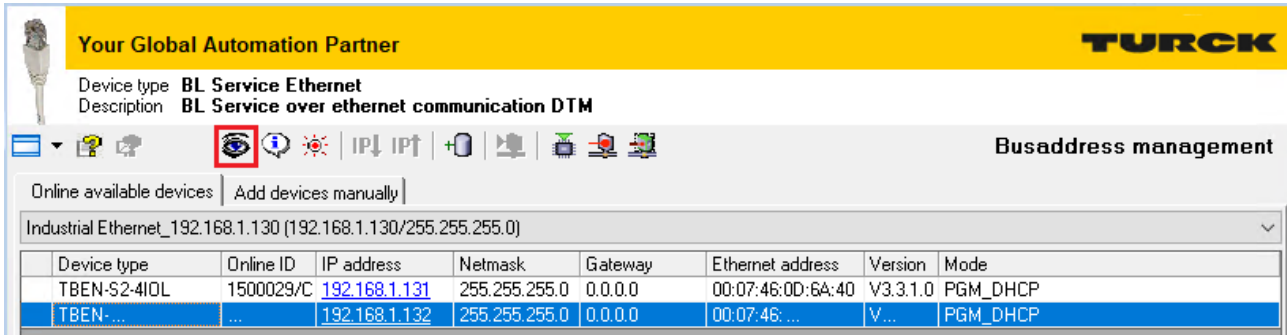 Your Global Automation Partner
TURCK
Device type BL Service Ethernet
Description BL Service over ethernet communication DTM
IP IP Busaddress management
Online available devices Add devices manually
Industrial Ethernet_192.168.1.130 (192.168.1.130/255.255.255.0)
Device type Online ID IP address Netmask Gateway Ethernet address Version Mode
TBEN-S2-4IOL 1500029/C 192.168.1.131 255.255.255.0 0.0.0.0 00:07:46:0D:6A:40 V3.3.1.0 PGM_DHCP
TBEN-... ... 192.168.1.132 255.255.255.0 0.0.0.0 00:07:46: ... V... PGM_DHCP